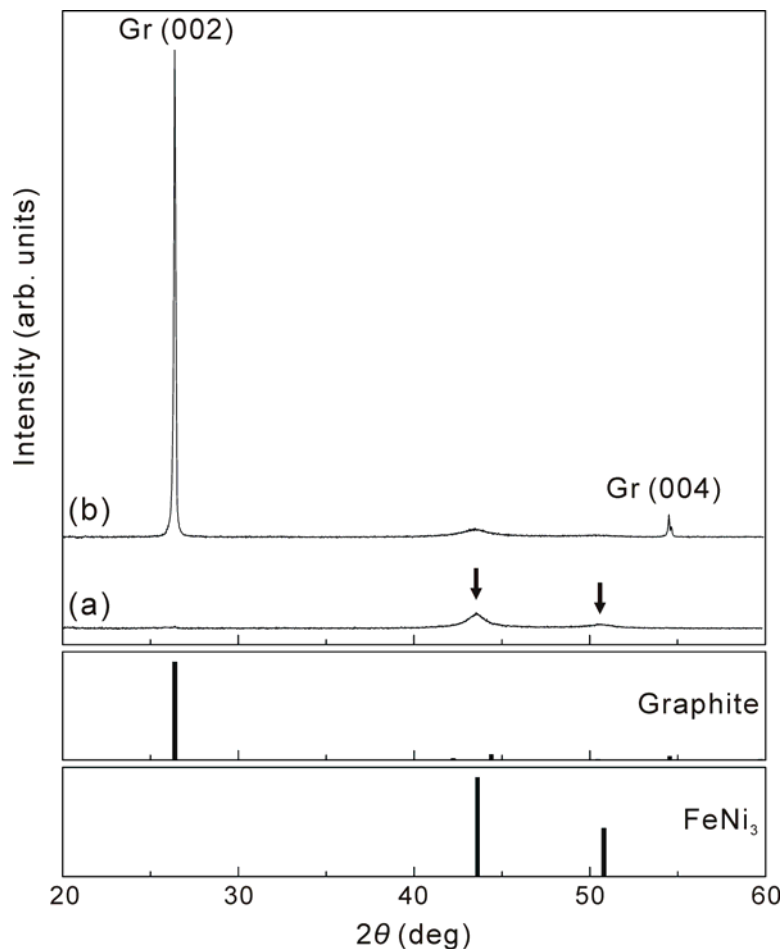 Gr (002)
Intensity (arb. units)
Gr (004)
(b)
(a)
Graphite
FeNi₃
20 30 40 50 60
2θ (deg)